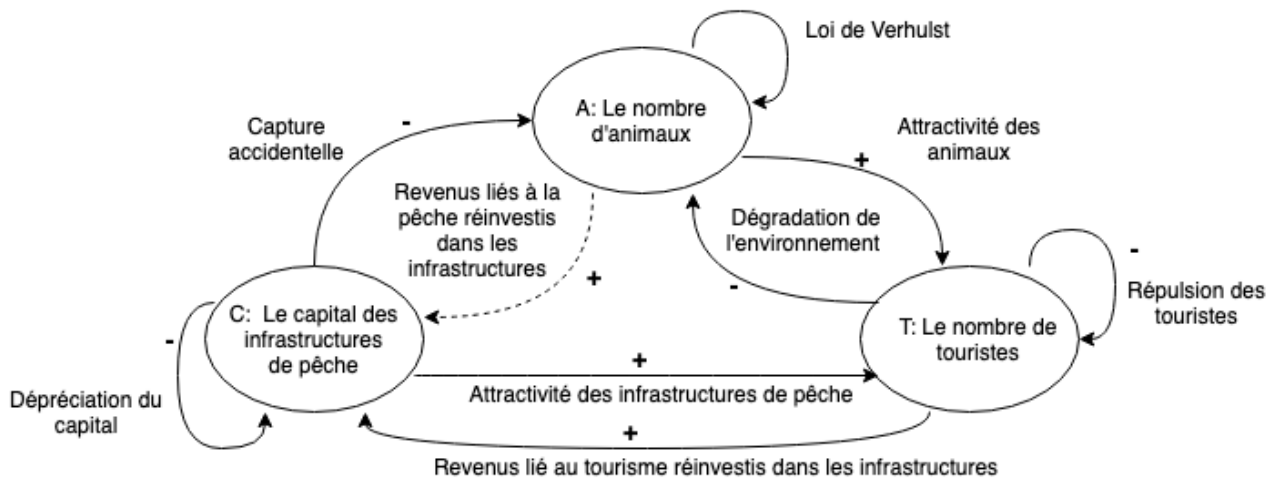 Loi de Verhulst
A: Le nombre
d'animaux
Capture
accidentelle
-
Attractivité des
animaux
+
Revenus liés à la
pêche réinvestis
dans les
infrastructures
+
Dégradation de
l'environnement
-
-
Répulsion des
touristes
C: Le capital des
infrastructures
de pêche
T: Le nombre de
touristes
-
Dépréciation du
capital
+
Attractivité des infrastructures de pêche
+
Revenus lié au tourisme réinvestis dans les infrastructures